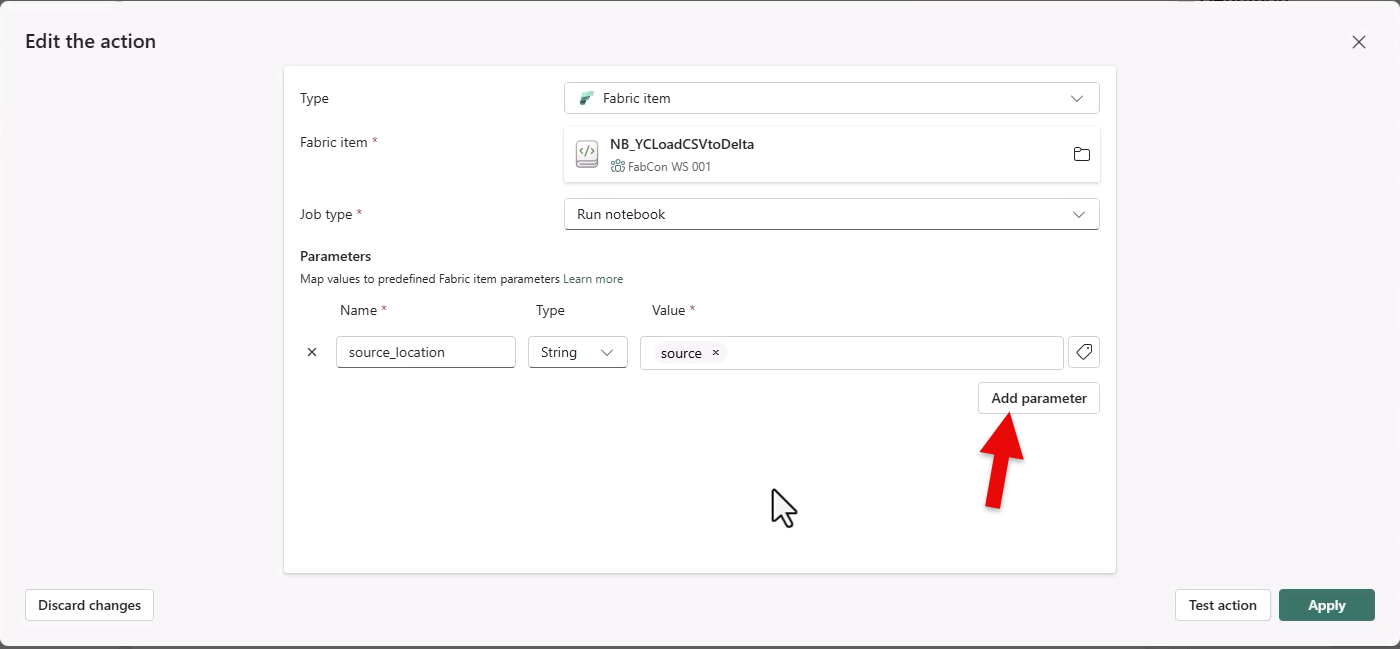 Edit the action
Type
Fabric item
Fabric item *
NB_YCLoadCSVtoDelta
FabCon WS 001
Job type *
Run notebook
Parameters
Map values to predefined Fabric item parameters Learn more
Name *
Type
Value *
source_location
String
source ×
Add parameter
Discard changes
Test action
Apply